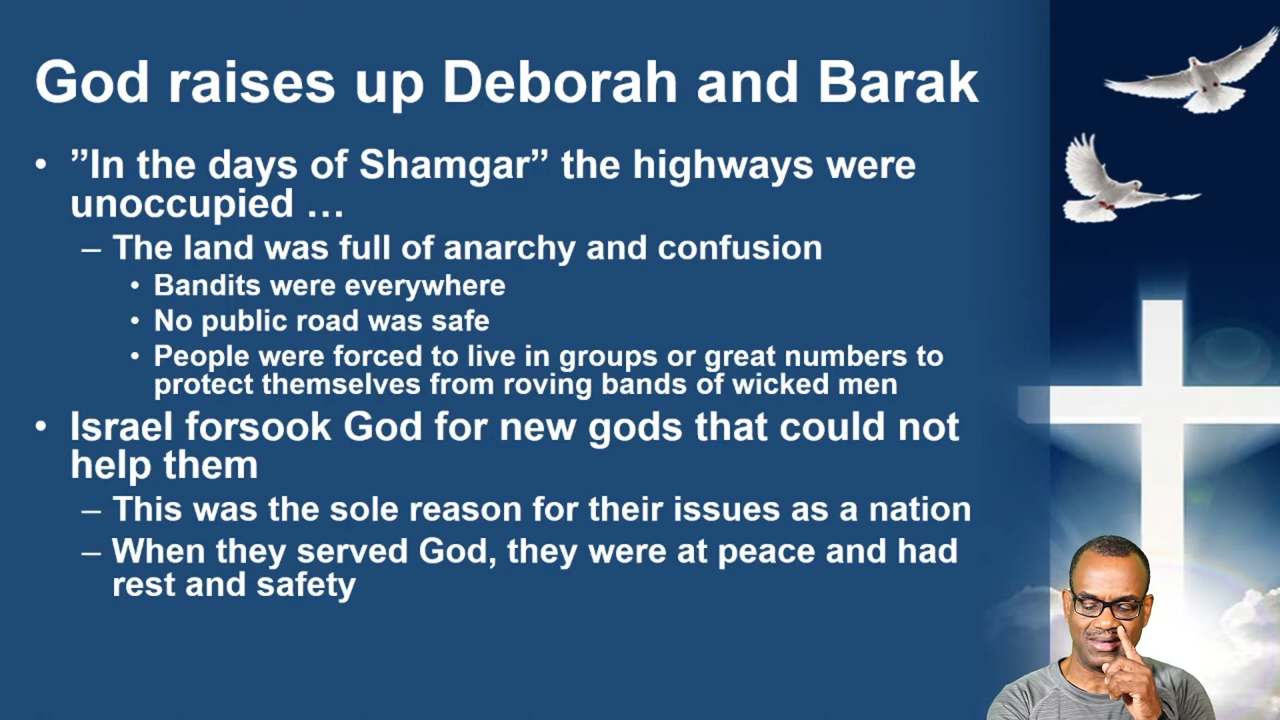 God raises up Deborah and Barak
• ”In the days of Shamgar” the highways were
unoccupied …
– The land was full of anarchy and confusion
• Bandits were everywhere
• No public road was safe
• People were forced to live in groups or great numbers to
protect themselves from roving bands of wicked men
• Israel forsook God for new gods that could not
help them
– This was the sole reason for their issues as a nation
– When they served God, they were at peace and had
rest and safety